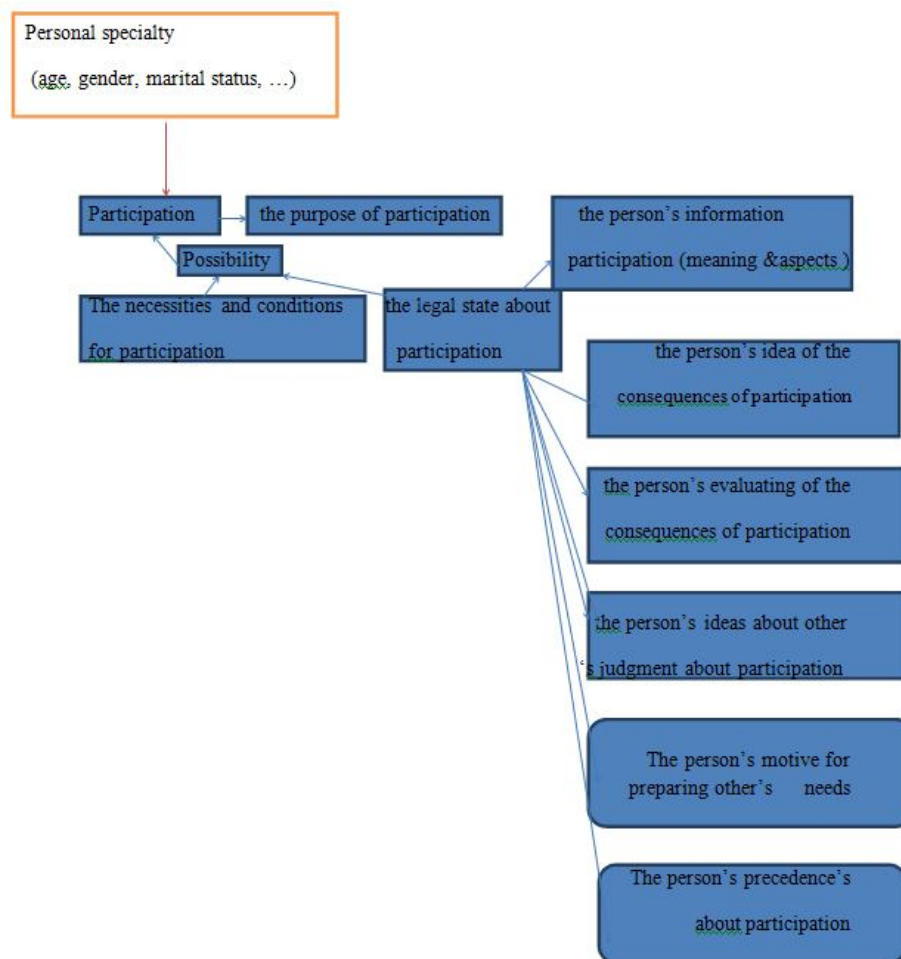 Personal specialty
(age, gender, marital status, ...)
Participation
the purpose of participation
the person's information
participation (meaning &aspects )
Possibility
The necessities and conditions
for participation
the legal state about
participation
the person's idea of the
consequences of participation
the person's evaluating of the
consequences of participation
the person's ideas about other
's judgment about participation
The person's motive for
preparing other's needs
The person's precedence's
about participation